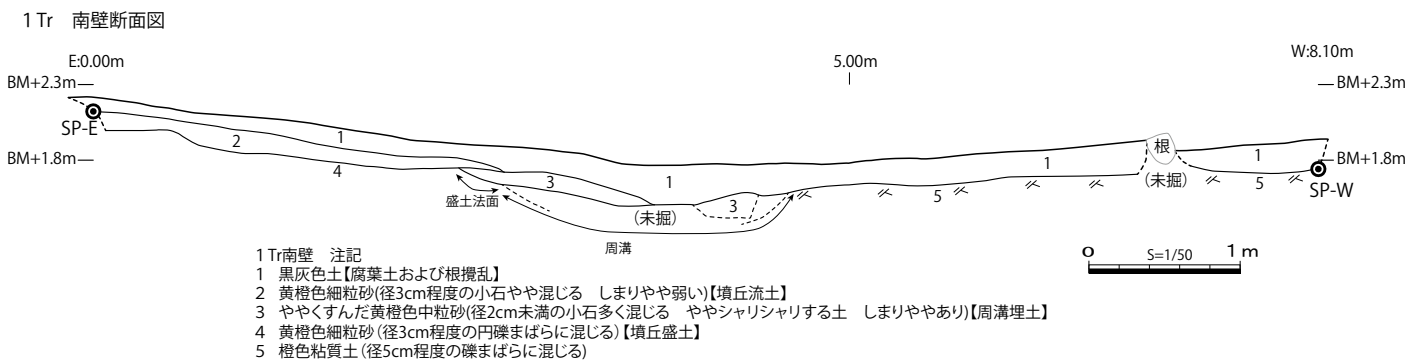 1 Tr　南壁断面図
E:0.00m
5.00m
W:8.10m
BM+2.3m
BM+2.3m
SP-E
2
1
根
1
BM+1.8m
BM+1.8m
4
3
1
1
(未掘)
5
SP-W
盛土法面
(未掘)
3
5
周溝
0
S=1/50
1 m
1 Tr南壁　注記
1　黒灰色土【腐葉土および根攪乱】
2　黄橙色細粒砂(径3cm程度の小石やや混じる　しまりやや弱い)【墳丘流土】
3　ややくすんだ黄橙色中粒砂(径2cm未満の小石多く混じる　ややシャリシャリする土　しまりややあり)【周溝埋土】
4　黄橙色細粒砂(径3cm程度の円礫まばらに混じる)【墳丘盛土】
5　橙色粘質土(径5cm程度の礫まばらに混じる)